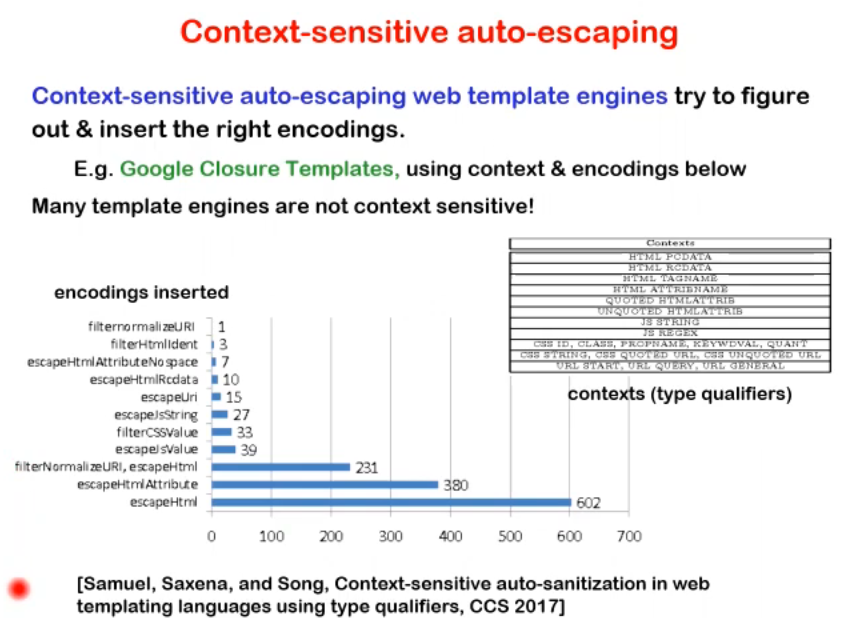 Context-sensitive auto-escaping
Context-sensitive auto-escaping web template engines try to figure
out & insert the right encodings.
E.g. Google Closure Templates, using context & encodings below
Many template engines are not context sensitive!
encodings inserted
filternormalizeURI 1
filterHtmlIdent 3
escapeHtmlAttributeNospace 7
escapeHtmlRcdata 10
escapeUri 15
escapeJsString 27
filterCSSValue 33
escapeJsValue 39
filterNormalizeURI, escapeHtml 231
escapeHtmlAttribute 380
escapeHtml 602
0 100 200 300 400 500 600 700
Contexts
HTML PCDATA
HTML RCDATA
HTML TAGNAME
HTML ATTRIBNAME
QUOTED HTMLATTRIB
UNQUOTED HTMLATTRIB
JS STRING
JS REGEX
CSS ID, CLASS, PROPNAME, KEYWDVAL, QUANT
CSS STRING, CSS QUOTED URL, CSS UNQUOTED URL
URL START, URL QUERY, URL GENERAL
contexts (type qualifiers)
[Samuel, Saxena, and Song, Context-sensitive auto-sanitization in web
templating languages using type qualifiers, CCS 2017]